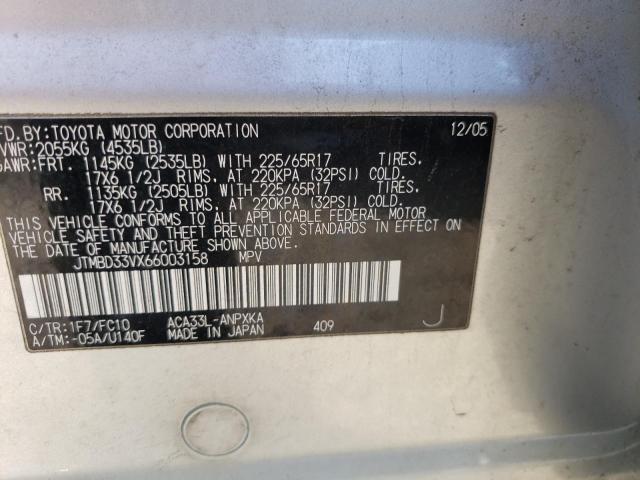 FD.BY:TOYOTA MOTOR CORPORATION 12/05
VWR:2055KG (4535LB)
GAWR:FRT. 1145KG (2535LB) WITH 225/65R17 TIRES.
17X6 1/2J RIMS. AT 220KPA (32PSI) COLD.
RR. 1135KG (2505LB) WITH 225/65R17 TIRES.
17X6 1/2J RIMS. AT 220KPA (32PSI) COLD.
THIS VEHICLE CONFORMS TO ALL APPLICABLE FEDERAL MOTOR
VEHICLE SAFETY AND THEFT PREVENTION STANDARDS IN EFFECT ON
THE DATE OF MANUFACTURE SHOWN ABOVE.
JTMBD33VX66003158 MPV
C/TR:1F7/FC10 ACA33L-ANPXKA
A/TM:-05A/U140F MADE IN JAPAN 409 J